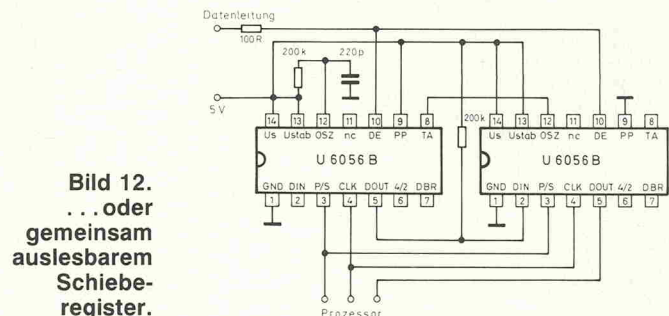 Datenleitung
100R
200k
220p
5 V
14 13 12 11 10 9 8
Us Ustab OSZ nc DE PP TA
U 6056 B
GND DIN P/S CLK DOUT 4/2 DBR
1 2 3 4 5 6 7
200k
14 13 12 11 10 9 8
Us Ustab OSZ nc DE PP TA
U 6056 B
GND DIN P/S CLK DOUT 4/2 DBR
1 2 3 4 5 6 7
Prozessor
Bild 12.
...oder
gemeinsam
auslesbarem
Schiebe-
register.